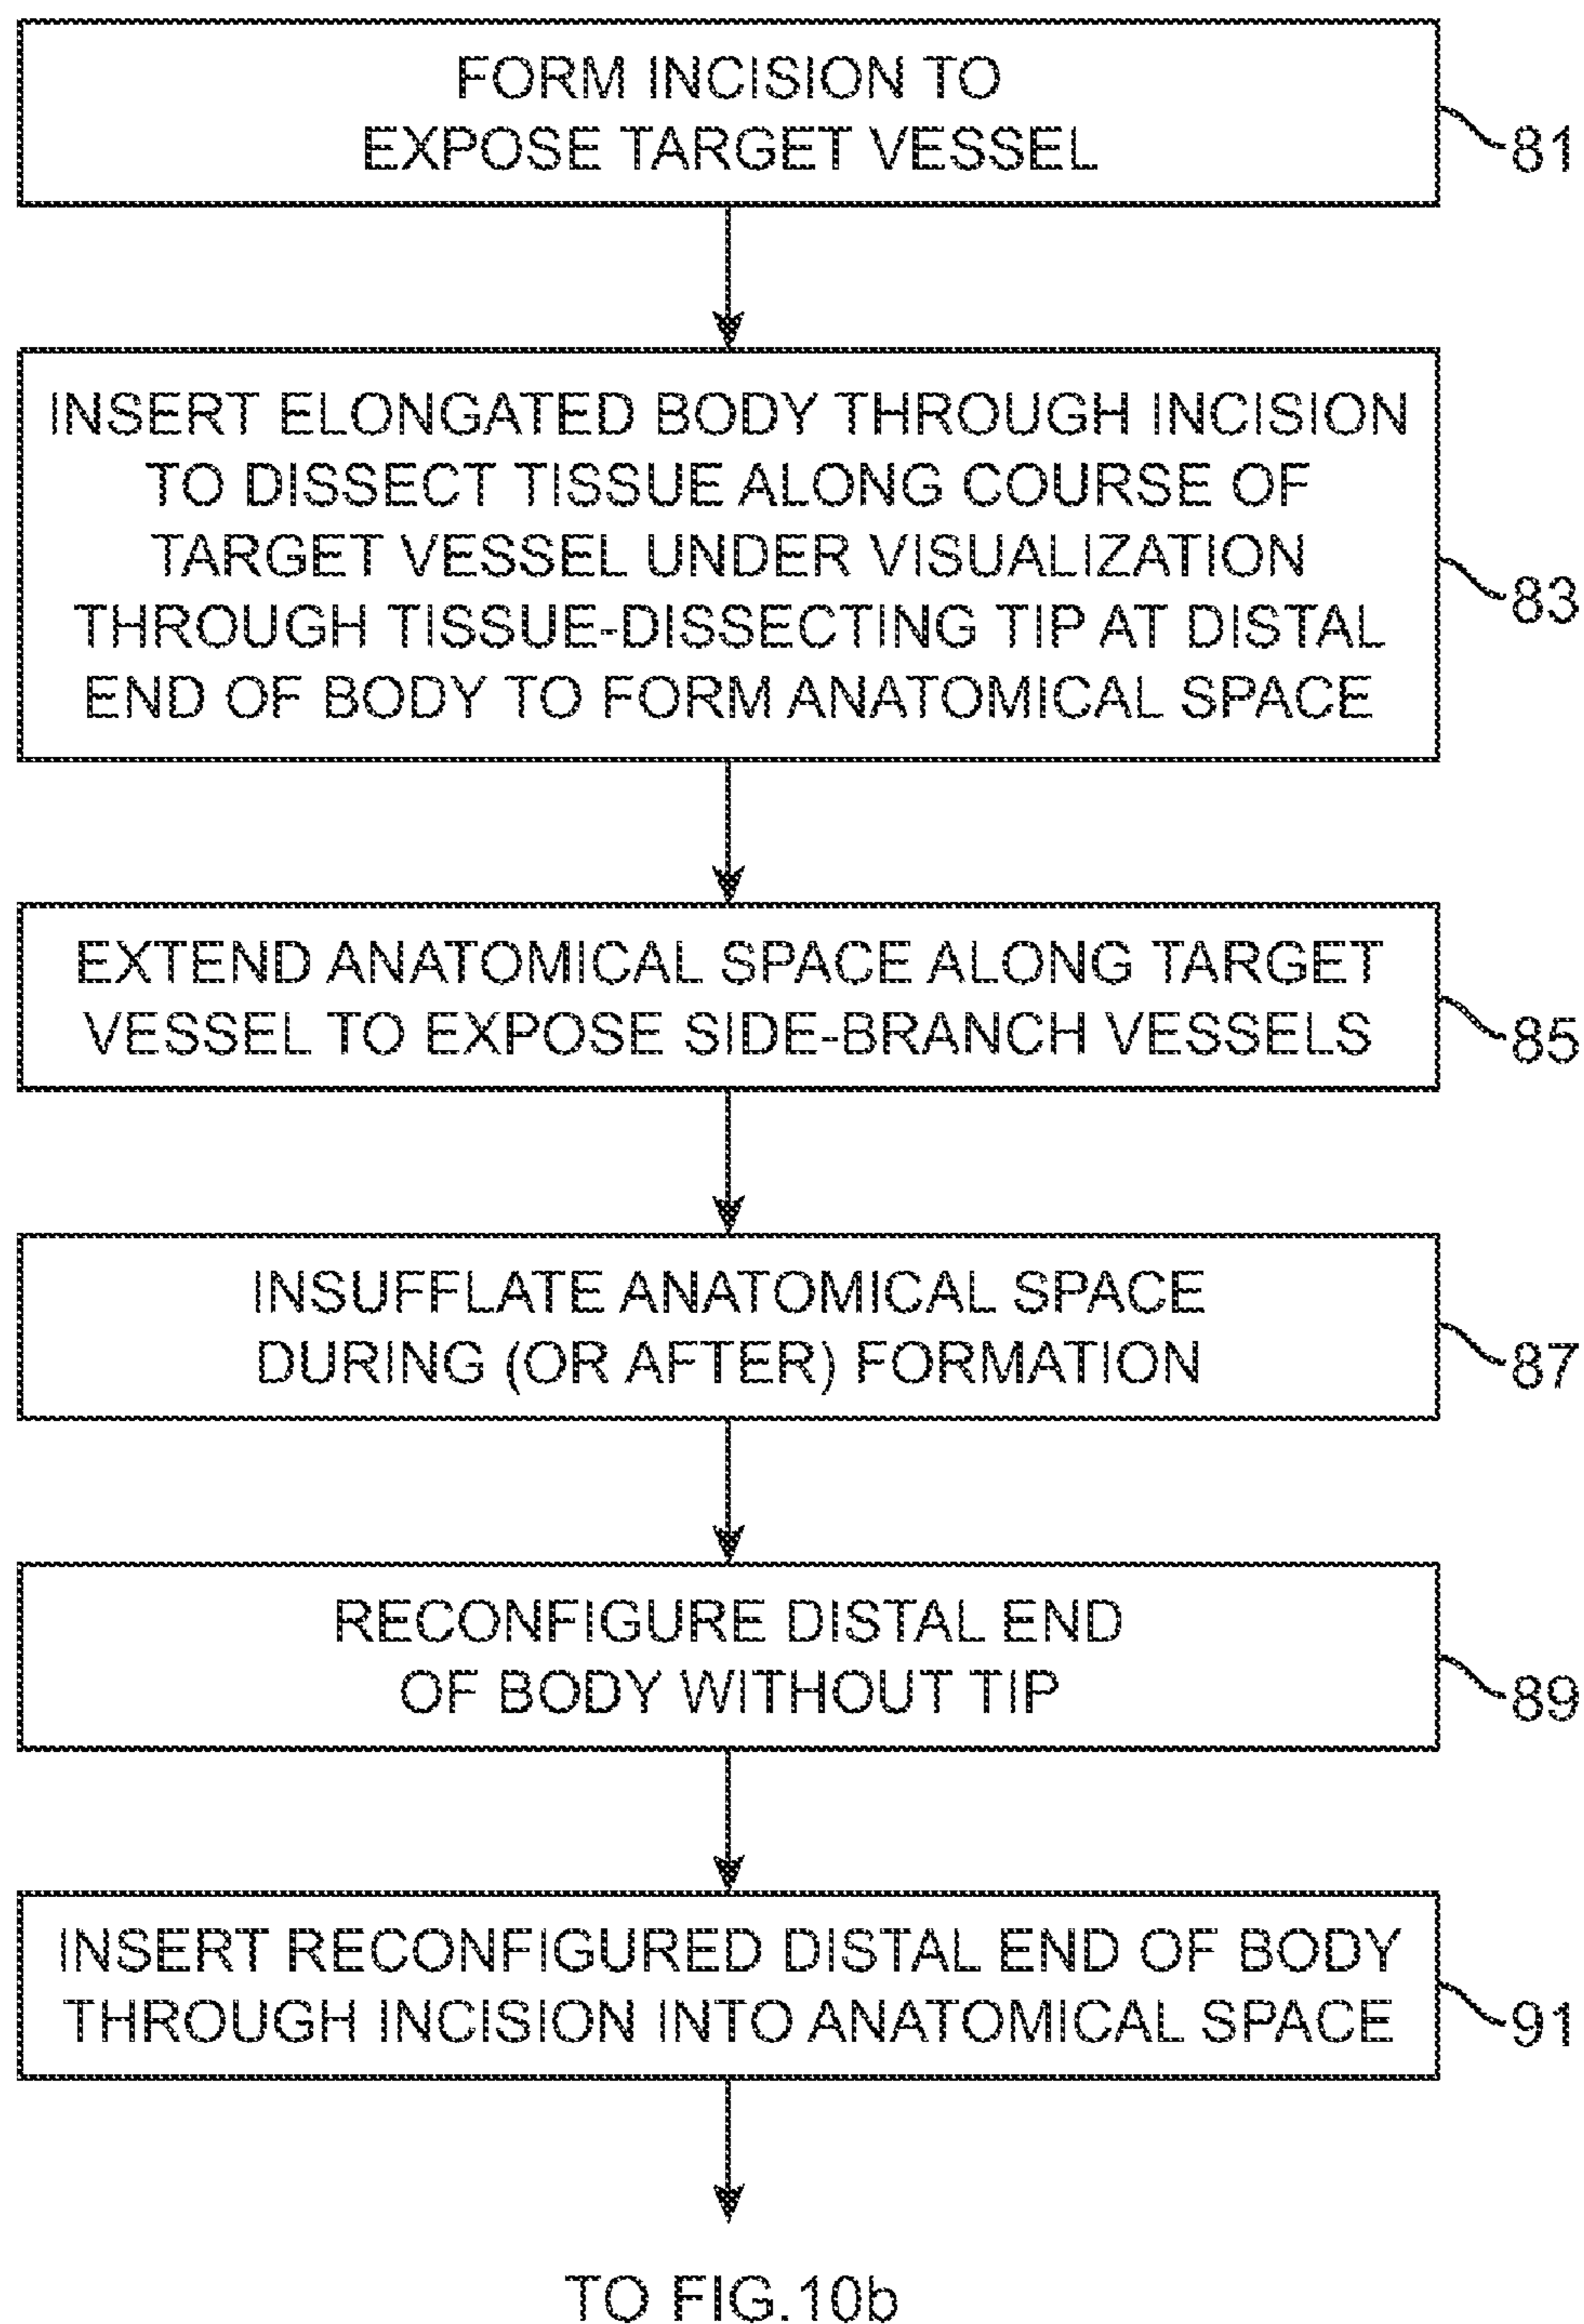 FORM INCISION TO
EXPOSE TARGET VESSEL
81
INSERT ELONGATED BODY THROUGH INCISION
TO DISSECT TISSUE ALONG COURSE OF
TARGET VESSEL UNDER VISUALIZATION
THROUGH TISSUE-DISSECTING TIP AT DISTAL
END OF BODY TO FORM ANATOMICAL SPACE
83
EXTEND ANATOMICAL SPACE ALONG TARGET
VESSEL TO EXPOSE SIDE-BRANCH VESSELS
85
INSUFFLATE ANATOMICAL SPACE
DURING (OR AFTER) FORMATION
87
RECONFIGURE DISTAL END
OF BODY WITHOUT TIP
89
INSERT RECONFIGURED DISTAL END OF BODY
THROUGH INCISION INTO ANATOMICAL SPACE
91
TO FIG.10b